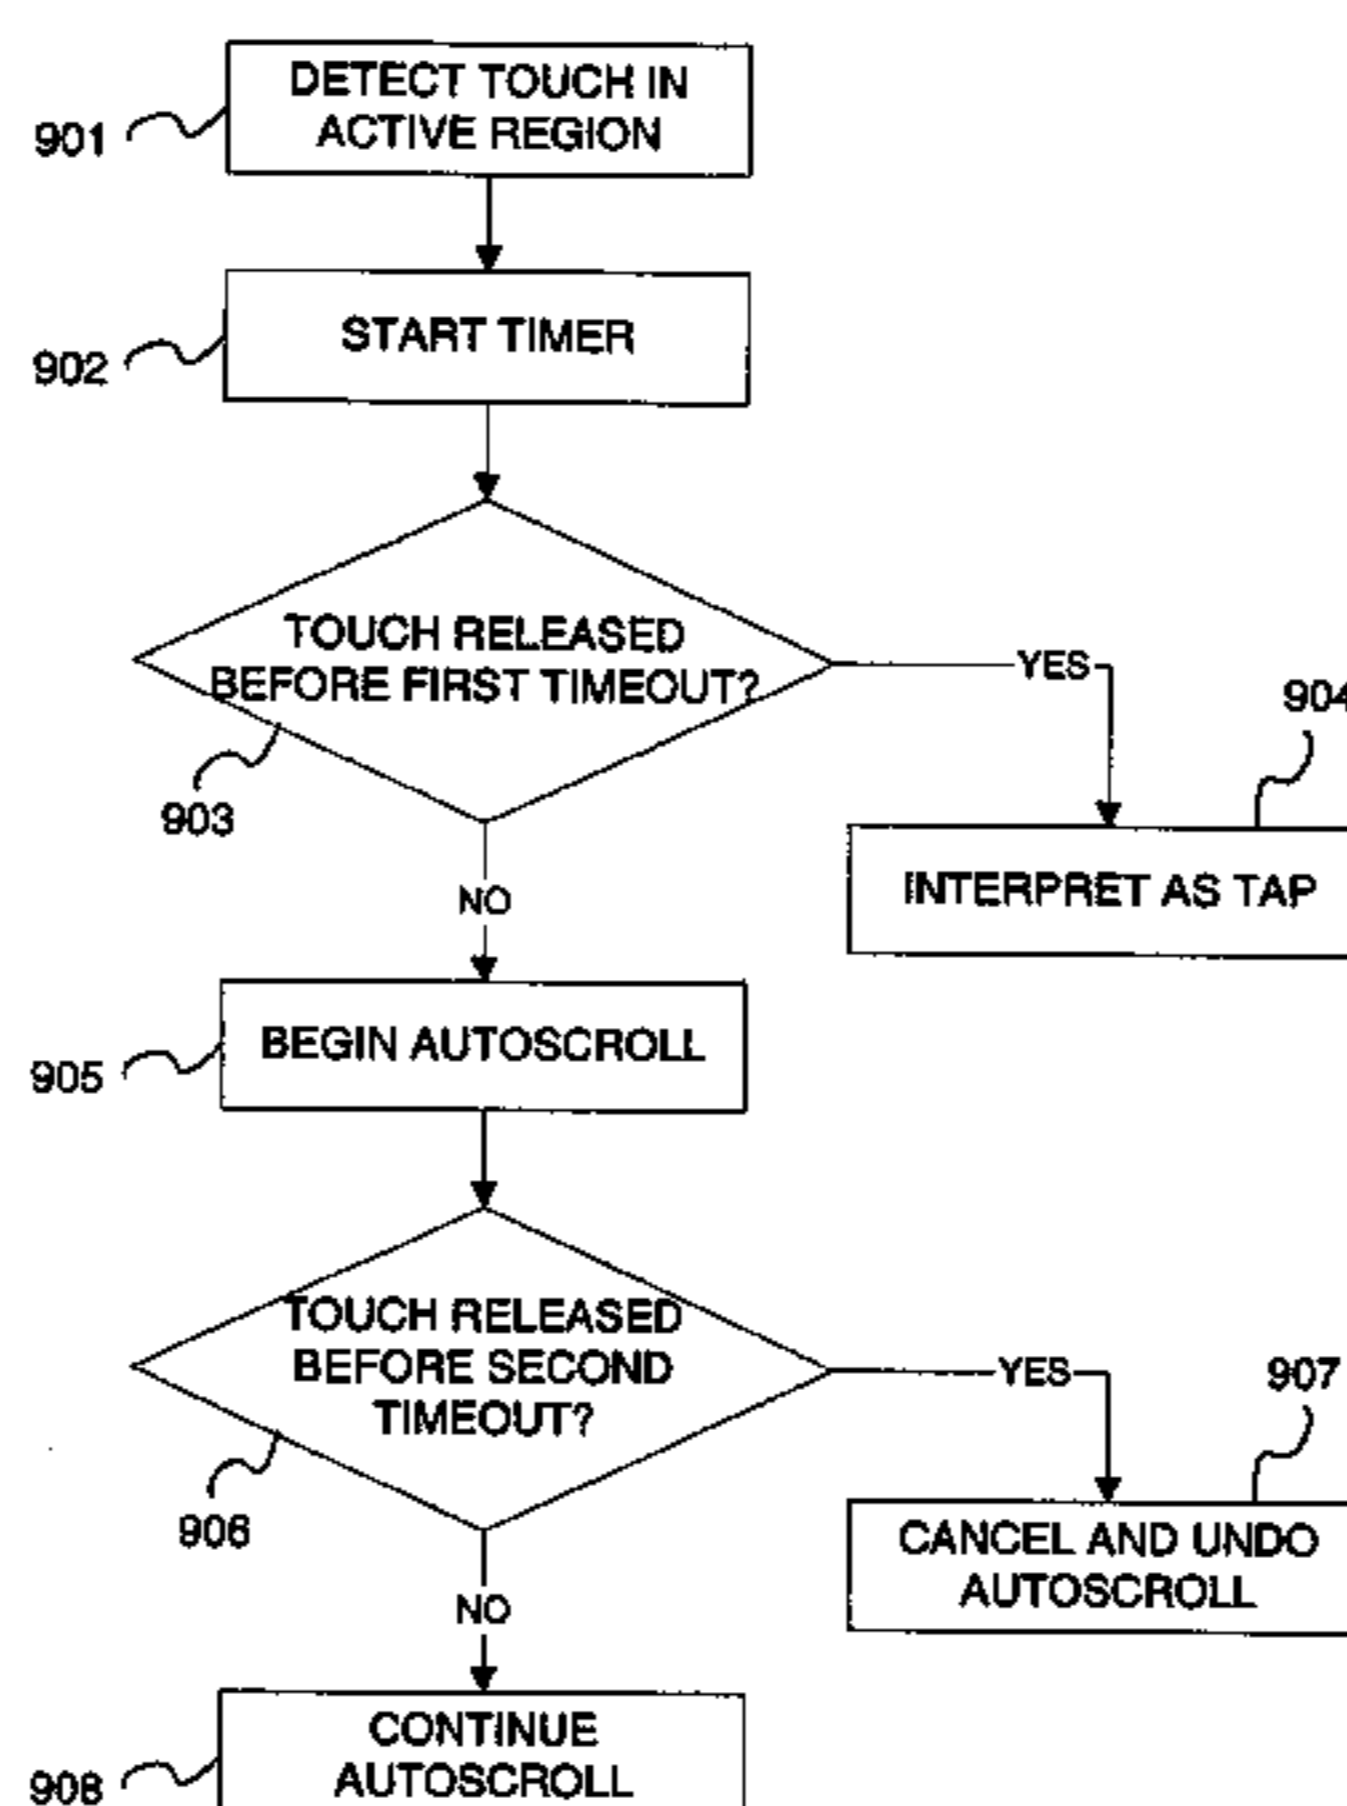 DETECT TOUCH IN
ACTIVE REGION
901
START TIMER
902
TOUCH RELEASED
BEFORE FIRST TIMEOUT?
903
YES
904
INTERPRET AS TAP
NO
BEGIN AUTOSCROLL
905
TOUCH RELEASED
BEFORE SECOND
TIMEOUT?
906
YES
907
CANCEL AND UNDO
AUTOSCROLL
NO
CONTINUE
AUTOSCROLL
908